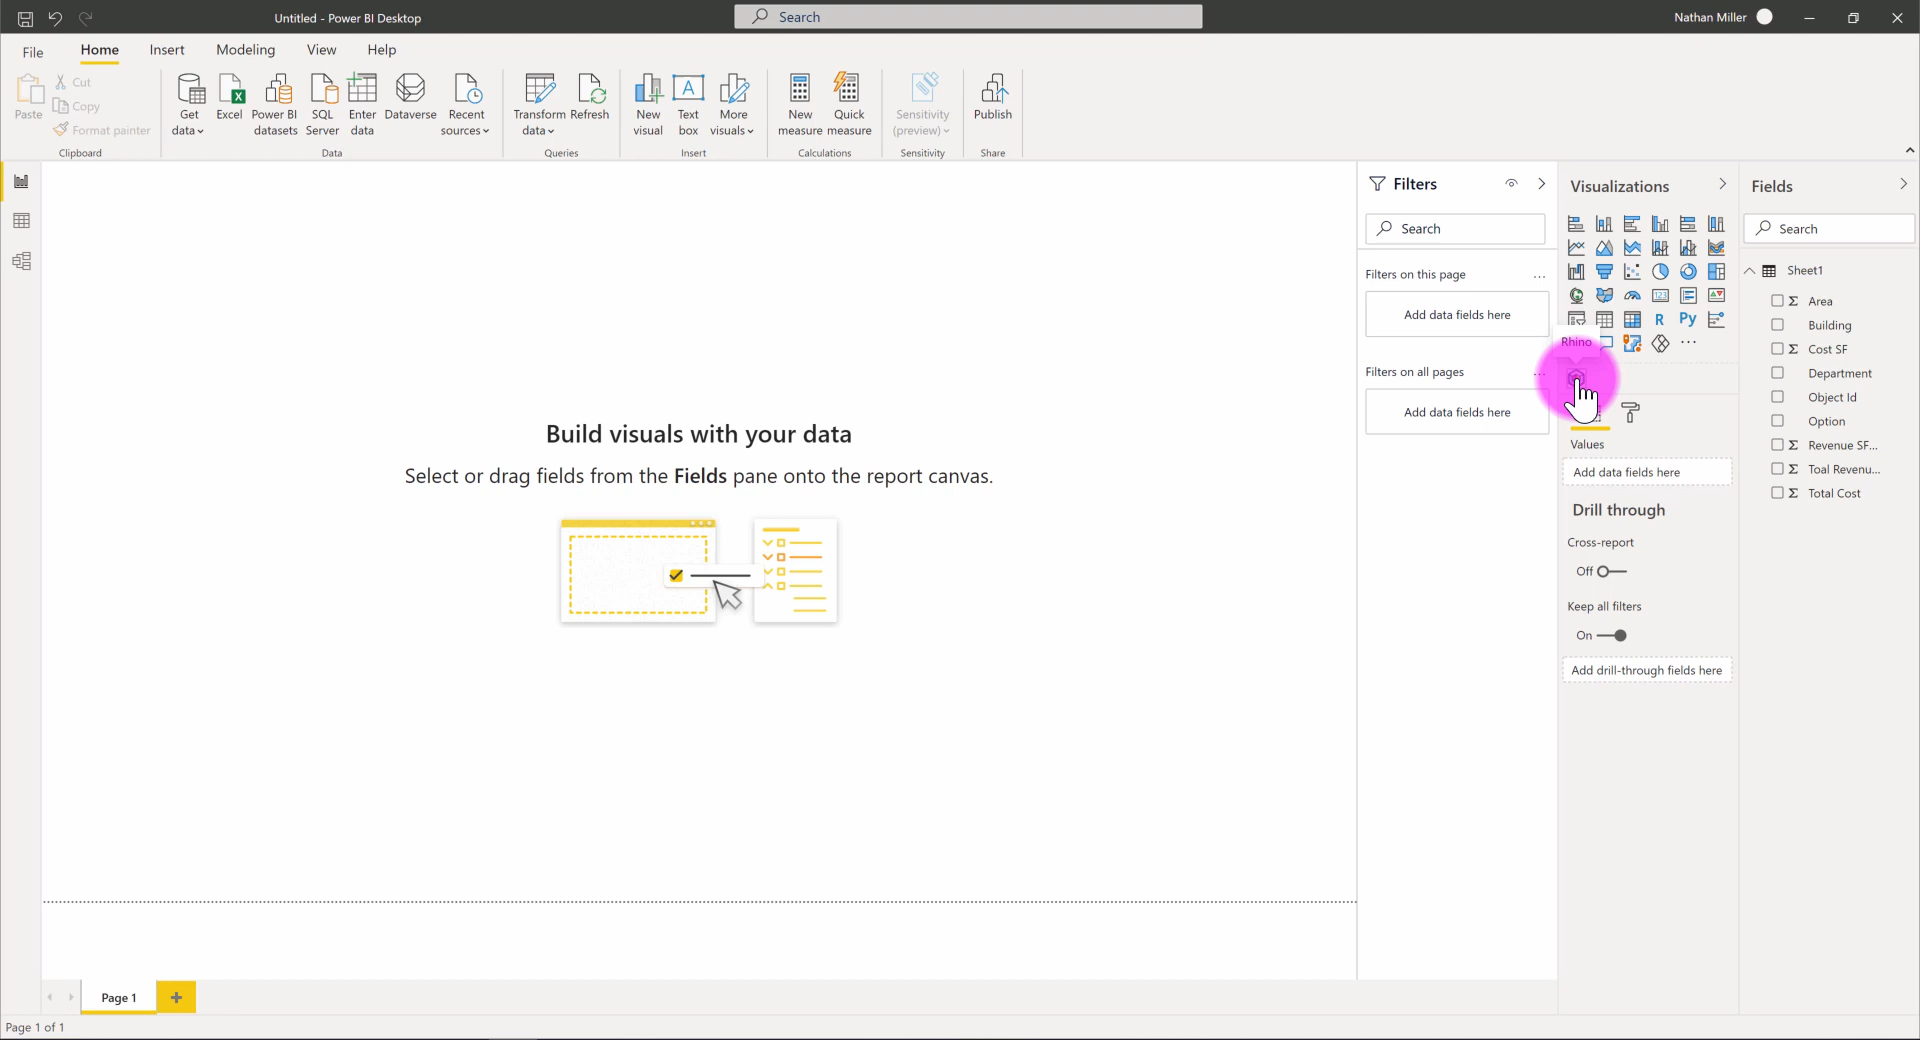 Untitled - Power BI Desktop
Search
Nathan Miller
File
Home
Insert
Modeling
View
Help
Paste
Cut
Copy
Format painter
Clipboard
Get data
Excel
Power BI datasets
SQL Server
Enter data
Dataverse
Recent sources
Data
Transform data
Refresh
Queries
New visual
Text box
More visuals
Insert
New measure
Quick measure
Calculations
Sensitivity (preview)
Sensitivity
Publish
Share
Build visuals with your data
Select or drag fields from the Fields pane onto the report canvas.
Filters
Search
Filters on this page
...
Add data fields here
Filters on all pages
...
Add data fields here
Visualizations
123
R
Py
...
Rhino
Values
Add data fields here
Drill through
Cross-report
Off
Keep all filters
On
Add drill-through fields here
Fields
Search
Sheet1
Σ Area
Building
Σ Cost SF
Department
Object Id
Option
Σ Revenue SF...
Σ Toal Revenu...
Σ Total Cost
Page 1
+
Page 1 of 1